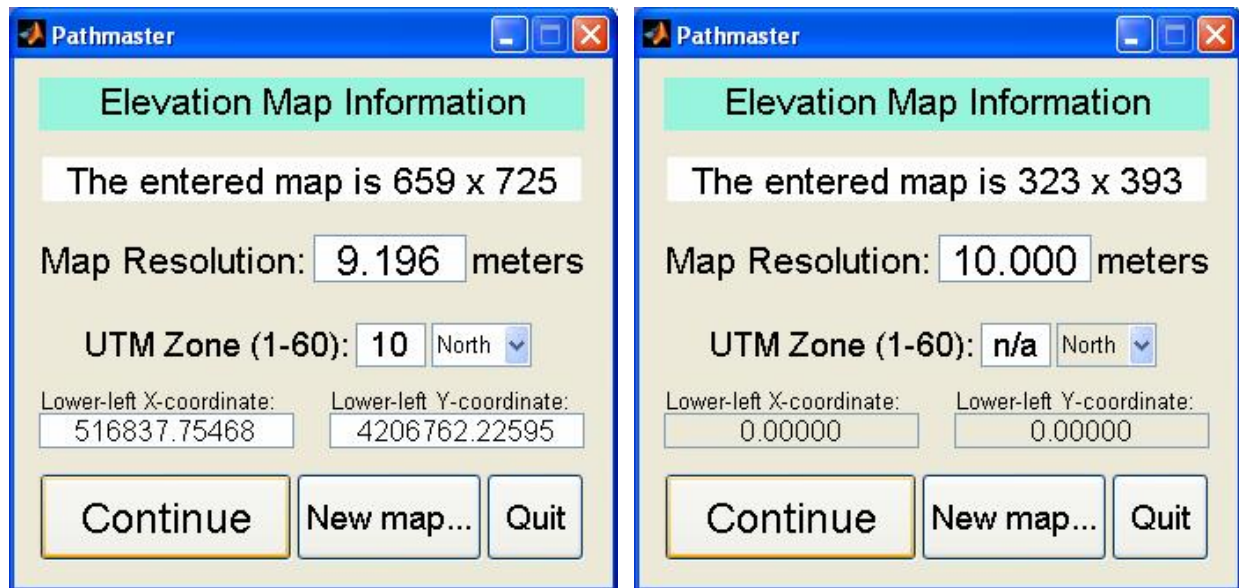 Pathmaster
Elevation Map Information
The entered map is 659 x 725
Map Resolution: 9.196 meters
UTM Zone (1-60): 10 North
Lower-left X-coordinate: Lower-left Y-coordinate:
516837.75468 4206762.22595
Continue New map... Quit
Pathmaster
Elevation Map Information
The entered map is 323 x 393
Map Resolution: 10.000 meters
UTM Zone (1-60): n/a North
Lower-left X-coordinate: Lower-left Y-coordinate:
0.00000 0.00000
Continue New map... Quit